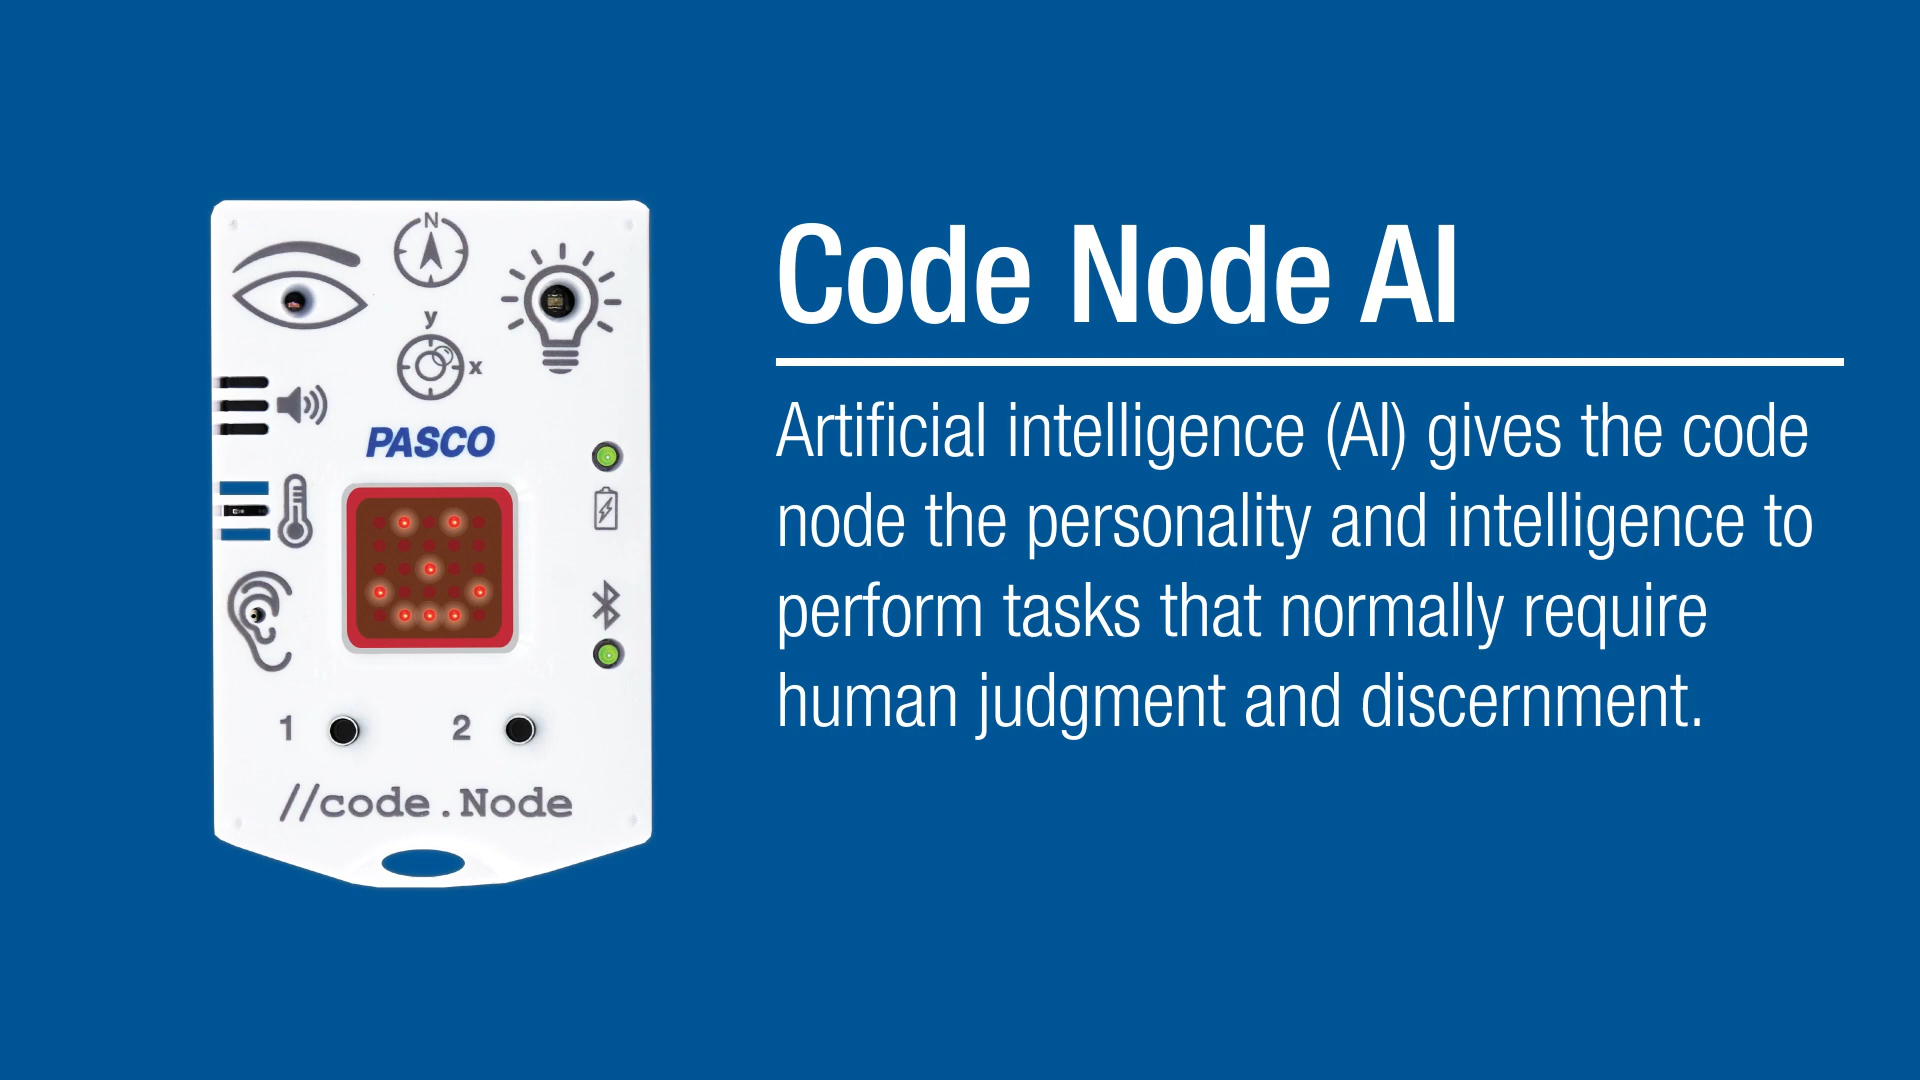 N
y
x
PASCO
1
2
//code.Node
Code Node AI
Artificial intelligence (AI) gives the code
node the personality and intelligence to
perform tasks that normally require
human judgment and discernment.